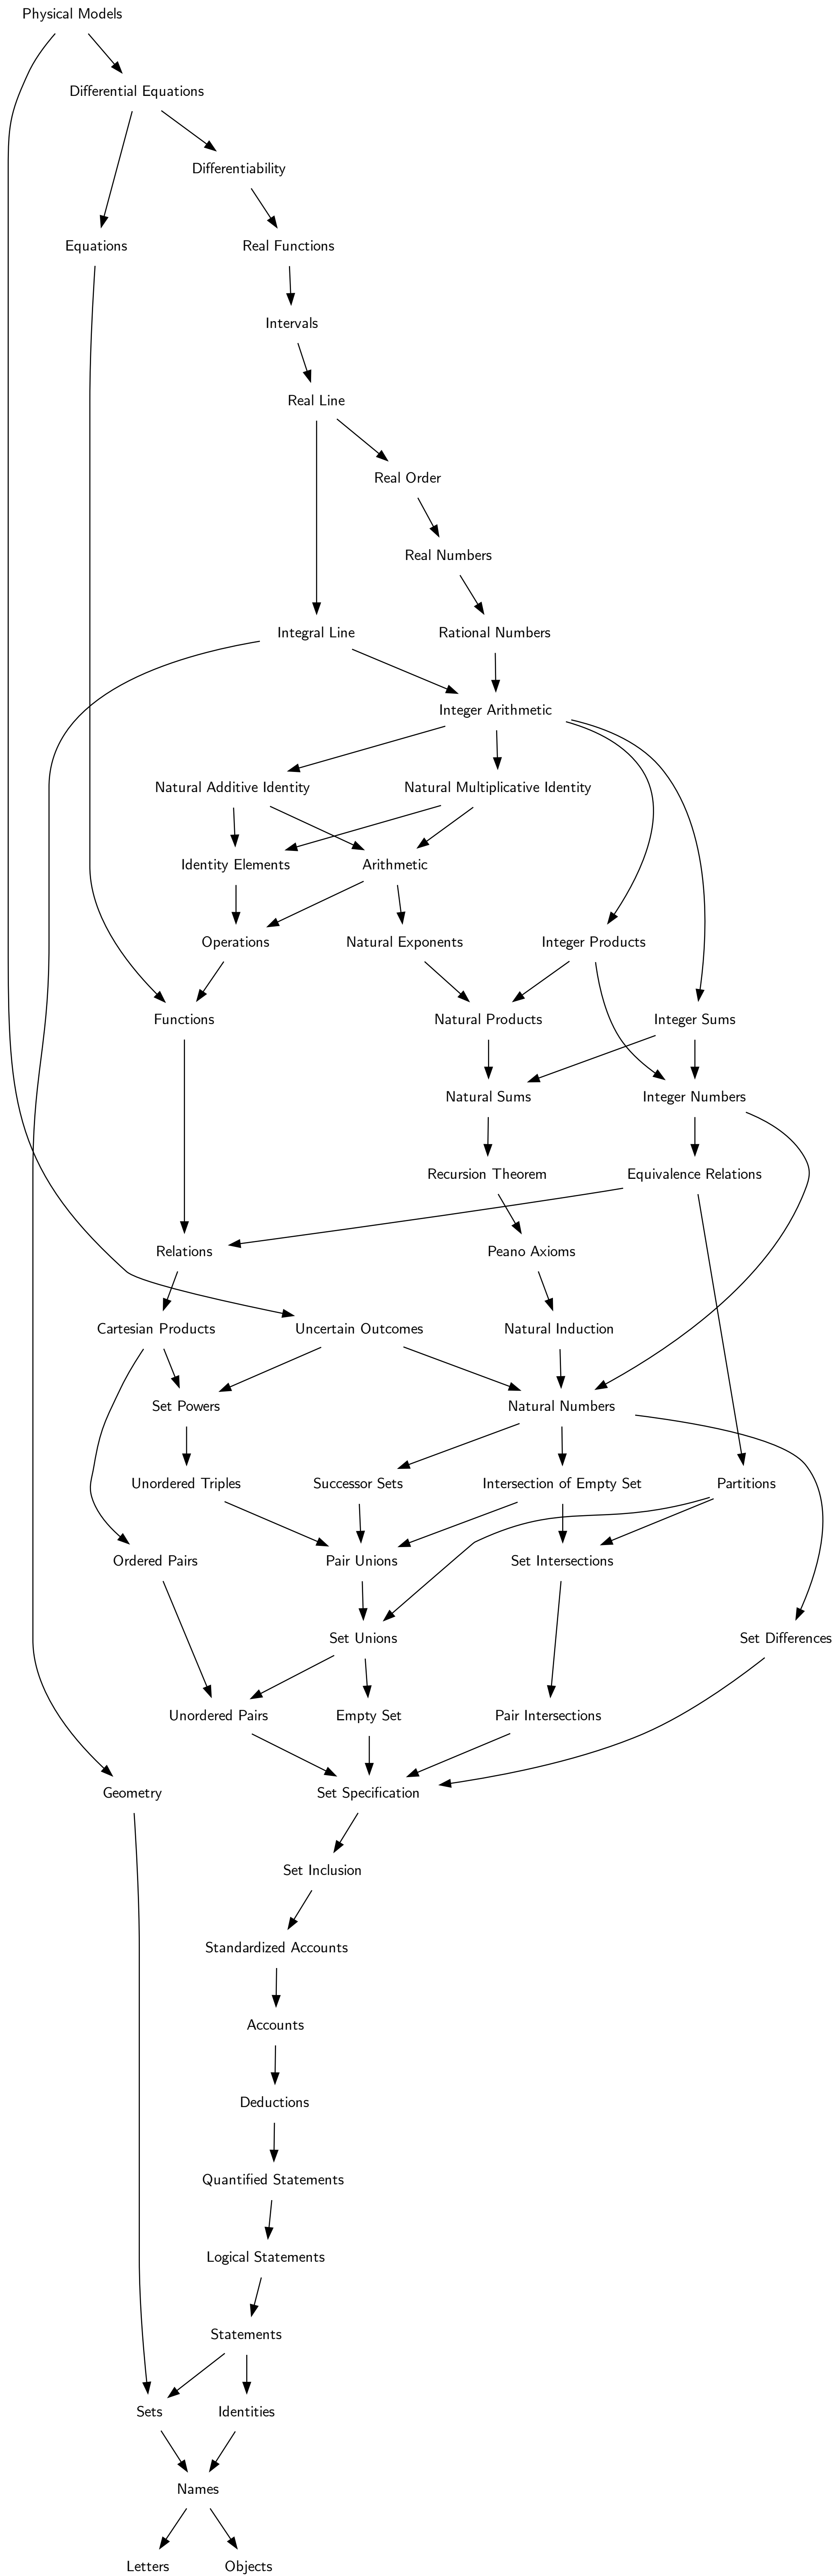 Physical Models
Differential Equations
Differentiability
Equations
Real Functions
Intervals
Real Line
Real Order
Real Numbers
Integral Line
Rational Numbers
Integer Arithmetic
Natural Additive Identity
Natural Multiplicative Identity
Identity Elements
Arithmetic
Operations
Natural Exponents
Integer Products
Functions
Natural Products
Integer Sums
Natural Sums
Integer Numbers
Recursion Theorem
Equivalence Relations
Relations
Peano Axioms
Cartesian Products
Uncertain Outcomes
Natural Induction
Set Powers
Natural Numbers
Unordered Triples
Successor Sets
Intersection of Empty Set
Partitions
Ordered Pairs
Pair Unions
Set Intersections
Set Unions
Set Differences
Unordered Pairs
Empty Set
Pair Intersections
Geometry
Set Specification
Set Inclusion
Standardized Accounts
Accounts
Deductions
Quantified Statements
Logical Statements
Statements
Sets
Identities
Names
Letters
Objects